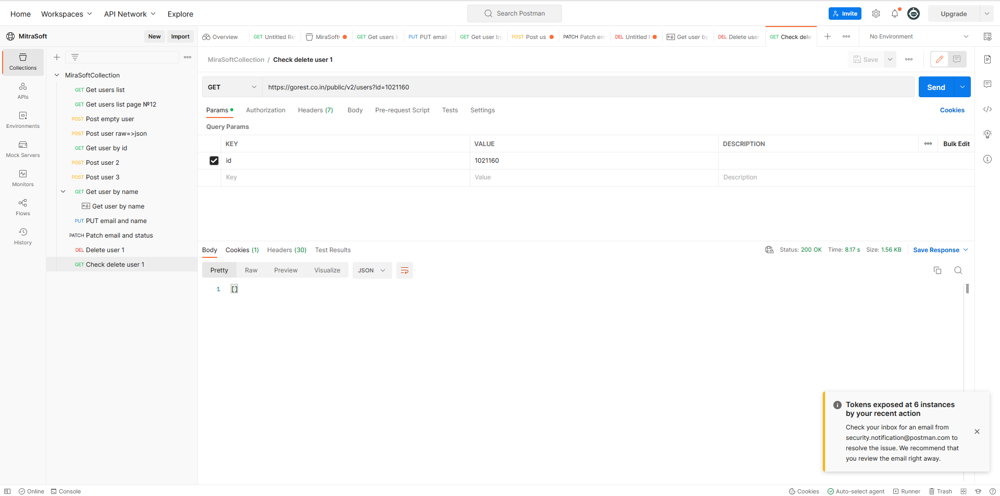 Home
Workspaces
API Network
Explore
Search Postman
Invite
Upgrade
MitraSoft
New
Import
Overview
GET Untitled Re
MiraSoft
GET Get users li
PUT PUT email
GET Get user by
POST Post us
PATCH Patch em
DEL Untitled
e.g. Get user by
DEL Delete user
GET Check dele
No Environment
Collections
APIs
Environments
Mock Servers
Monitors
Flows
History
MiraSoftCollection
GET Get users list
GET Get users list page №12
POST Post empty user
POST Post user raw=>json
GET Get user by id
POST Post user 2
POST Post user 3
GET Get user by name
e.g. Get user by name
PUT PUT email and name
PATCH Patch email and status
DEL Delete user 1
GET Check delete user 1
MiraSoftCollection / Check delete user 1
Save
GET
https://gorest.co.in/public/v2/users?id=1021160
Send
Params
Authorization
Headers (7)
Body
Pre-request Script
Tests
Settings
Cookies
Query Params
KEY
VALUE
DESCRIPTION
Bulk Edit
id
1021160
Key
Value
Description
Body
Cookies (1)
Headers (30)
Test Results
Status: 200 OK
Time: 8.17 s
Size: 1.56 KB
Save Response
Pretty
Raw
Preview
Visualize
JSON
1
[]
Tokens exposed at 6 instances
by your recent action
Check your inbox for an email from
security.notification@postman.com to
resolve the issue. We recommend that
you review the email right away.
Online
Console
Cookies
Auto-select agent
Runner
Trash